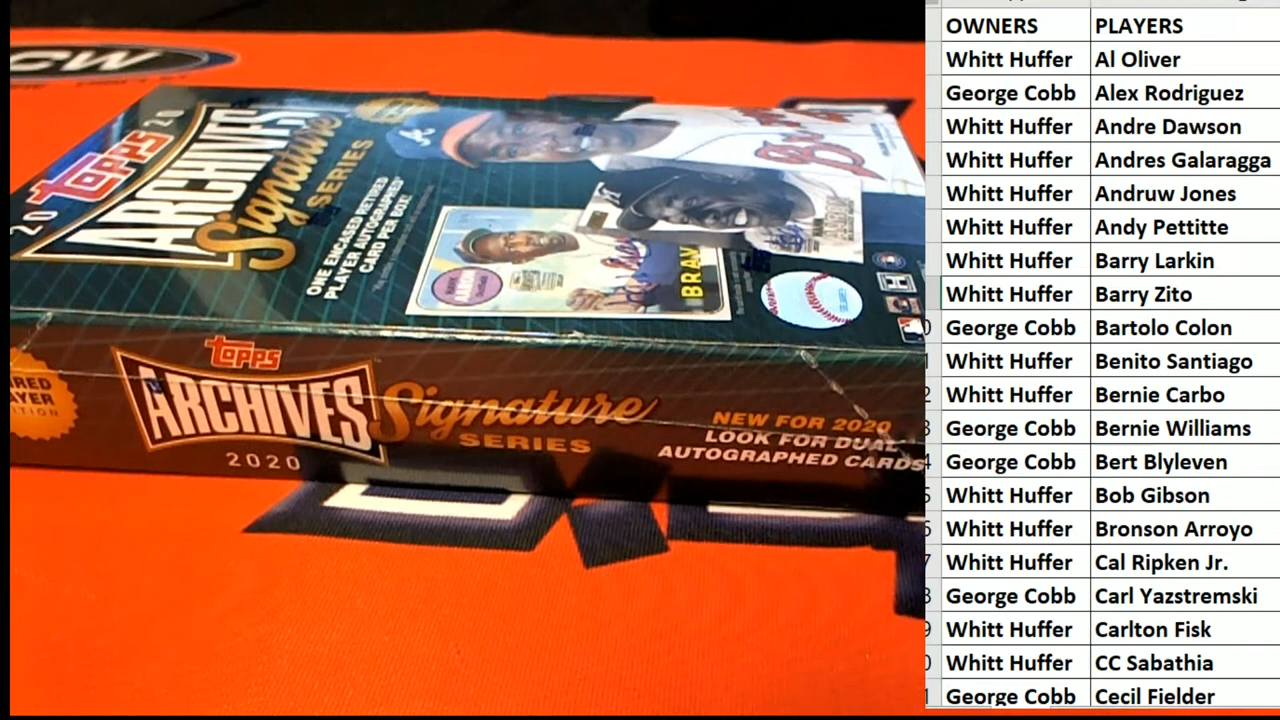 CW
20 TOPPS 20
ARCHIVES
Signature
SERIES
ONE ENCASED RETIRED
PLAYER AUTOGRAPHED
CARD PER BOX!
AARON
BRAV
TOPPS
ARCHIVES Signature
SERIES
2020
NEW FOR 2020
LOOK FOR DUAL
AUTOGRAPHED CARDS
OWNERS PLAYERS
Whitt Huffer Al Oliver
George Cobb Alex Rodriguez
Whitt Huffer Andre Dawson
Whitt Huffer Andres Galaragga
Whitt Huffer Andruw Jones
Whitt Huffer Andy Pettitte
Whitt Huffer Barry Larkin
Whitt Huffer Barry Zito
George Cobb Bartolo Colon
Whitt Huffer Benito Santiago
Whitt Huffer Bernie Carbo
George Cobb Bernie Williams
George Cobb Bert Blyleven
Whitt Huffer Bob Gibson
Whitt Huffer Bronson Arroyo
Whitt Huffer Cal Ripken Jr.
George Cobb Carl Yazstremski
Whitt Huffer Carlton Fisk
Whitt Huffer CC Sabathia
George Cobb Cecil Fielder